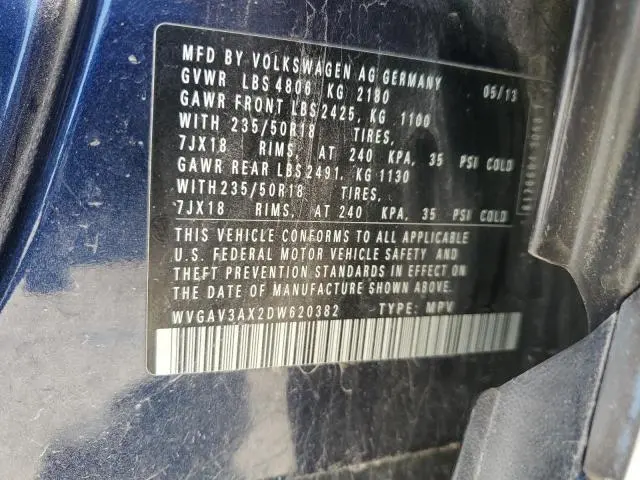 MFD BY VOLKSWAGEN AG GERMANY
GVWR LBS 4806 KG 2180 05/13
GAWR FRONT LBS 2425, KG 1100
WITH 235/50R18 TIRES,
7JX18 RIMS, AT 240 KPA, 35 PSI COLD
GAWR REAR LBS 2491, KG 1130
WITH 235/50R18 TIRES,
7JX18 RIMS, AT 240 KPA, 35 PSI COLD
THIS VEHICLE CONFORMS TO ALL APPLICABLE
U.S. FEDERAL MOTOR VEHICLE SAFETY AND
THEFT PREVENTION STANDARDS IN EFFECT ON
THE DATE OF MANUFACTURE SHOWN ABOVE.
WVGAV3AX2DW620382 TYPE: MPV